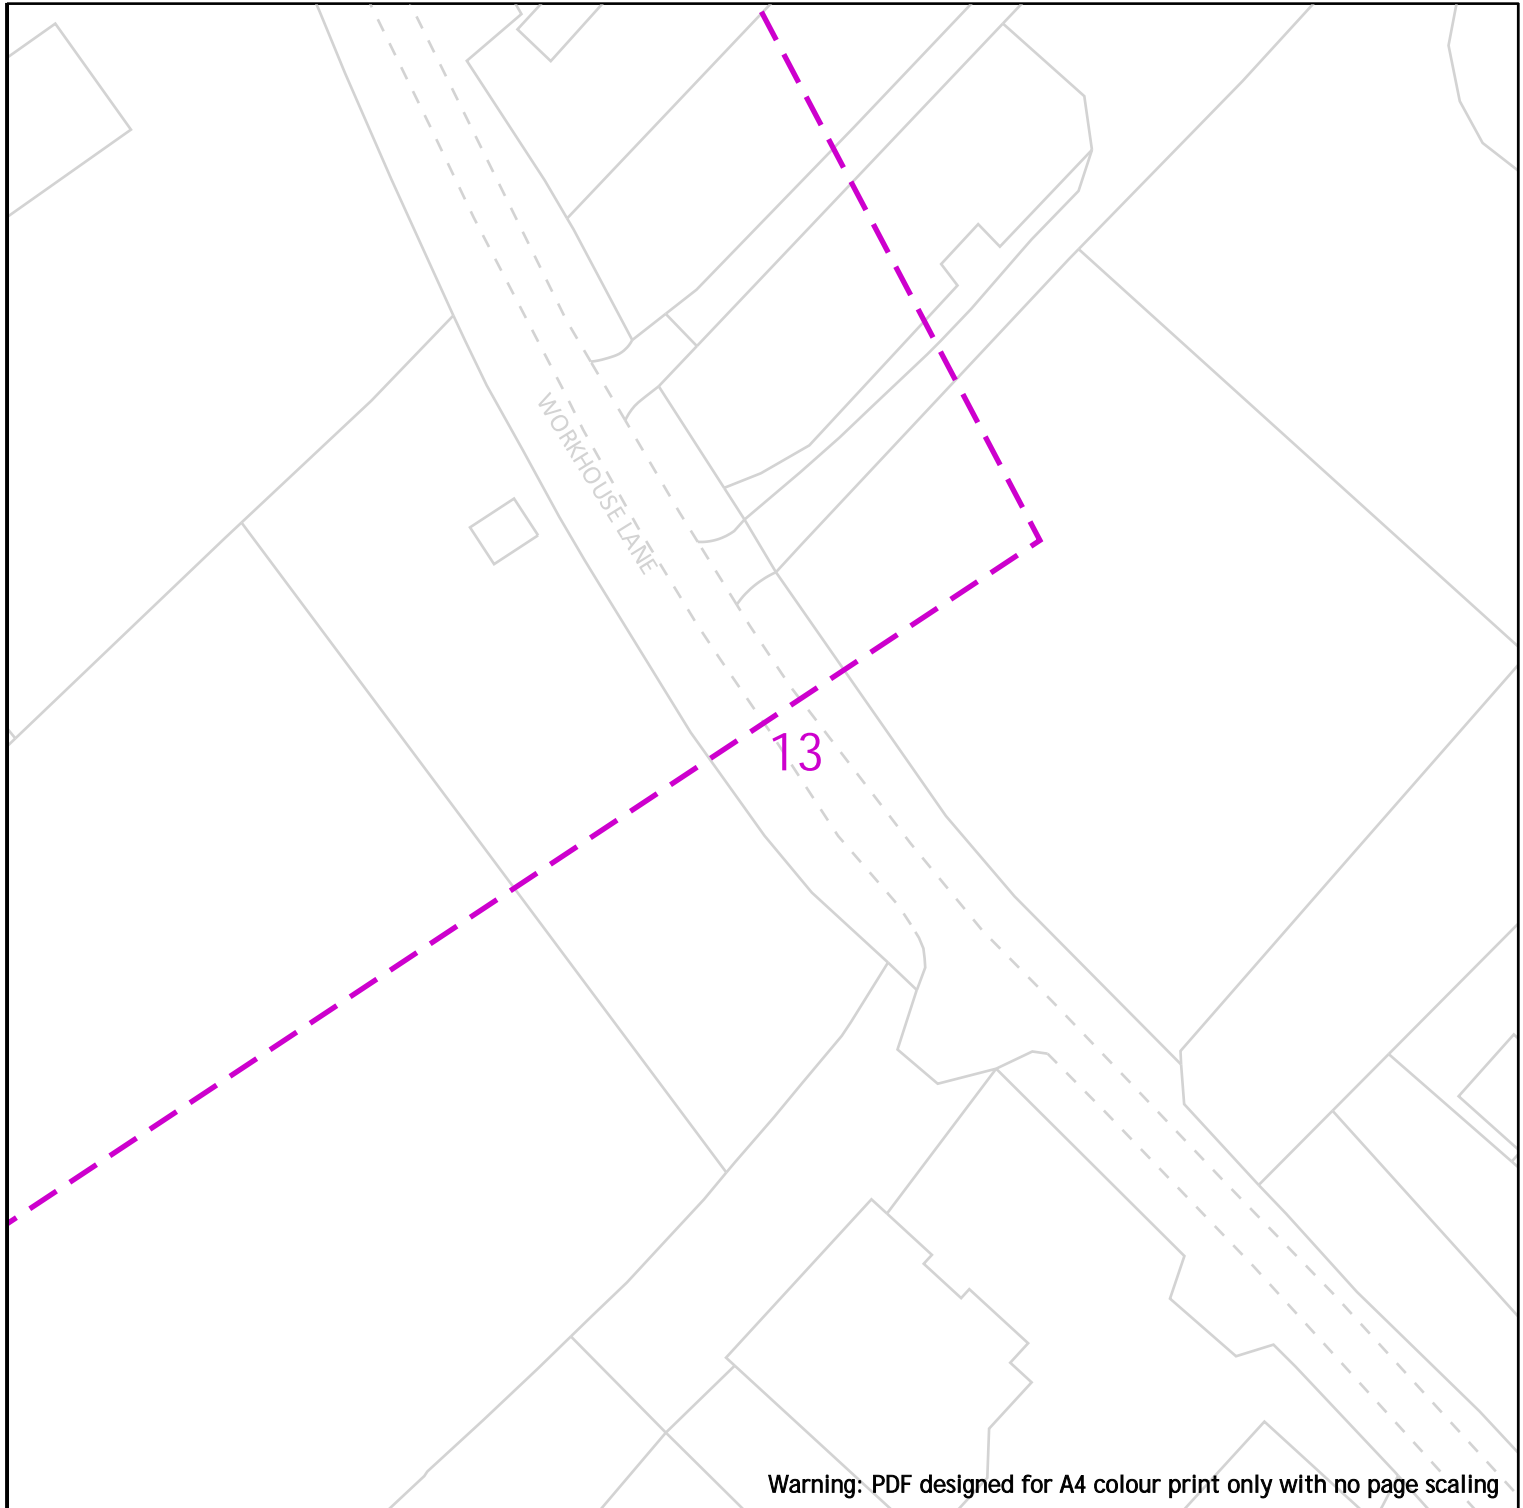 WORKHOUSE LANE
13
Warning: PDF designed for A4 colour print only with no page scaling